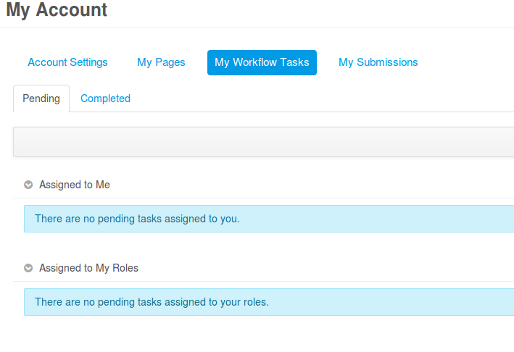 My Account
Account Settings My Pages My Workflow Tasks My Submissions
Pending Completed
Assigned to Me
There are no pending tasks assigned to you.
Assigned to My Roles
There are no pending tasks assigned to your roles.